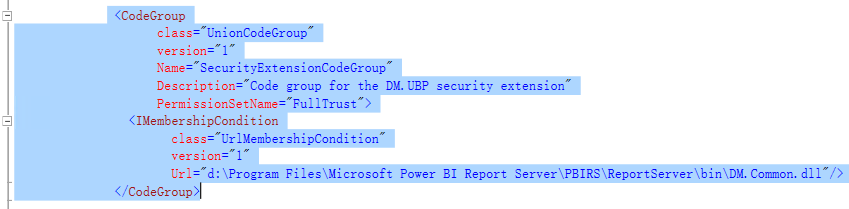 <CodeGroup
class="UnionCodeGroup"
version="1"
Name="SecurityExtensionCodeGroup"
Description="Code group for the DM.UBP security extension"
PermissionSetName="FullTrust">
<IMembershipCondition
class="UrlMembershipCondition"
version="1"
Url="d:\Program Files\Microsoft Power BI Report Server\PBIRS\ReportServer\bin\DM.Common.dll"/>
</CodeGroup>